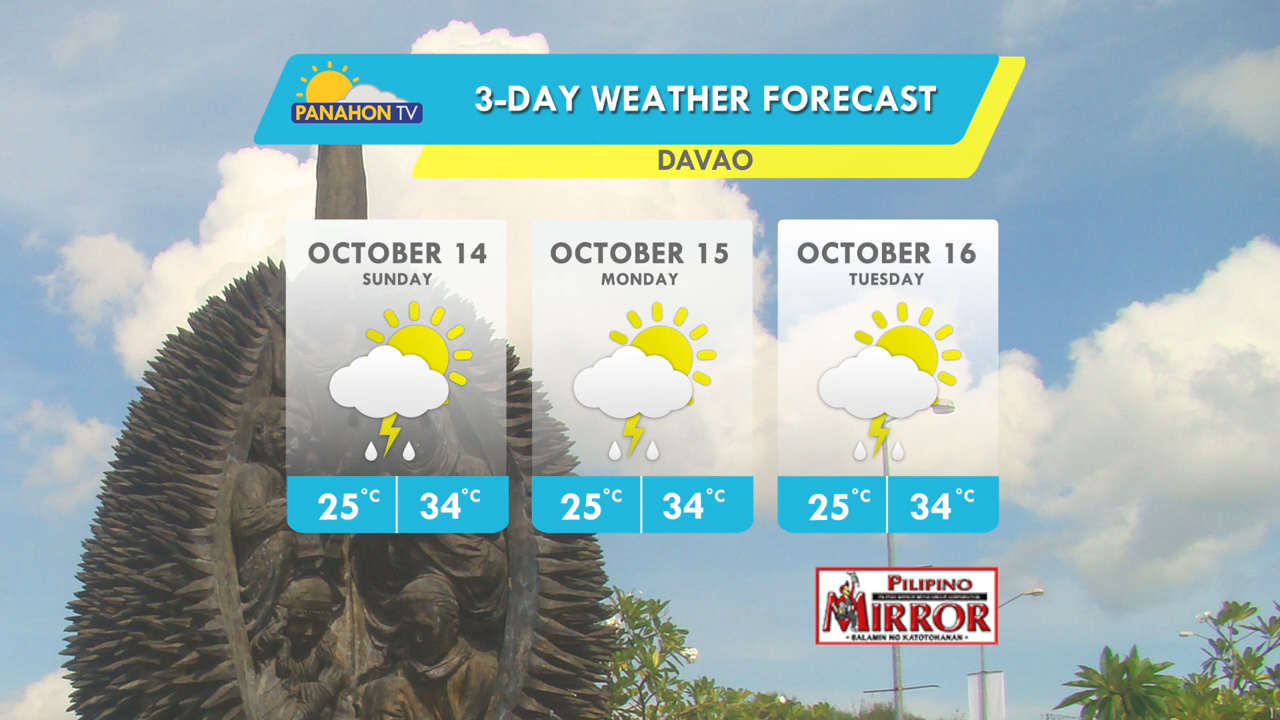 PANAHON TV
3-DAY WEATHER FORECAST
DAVAO
OCTOBER 14
SUNDAY
25°C
34°C
OCTOBER 15
MONDAY
25°C
34°C
OCTOBER 16
TUESDAY
25°C
34°C
PILIPINO
MIRROR
• SALAMIN NG KATOTOHANAN •